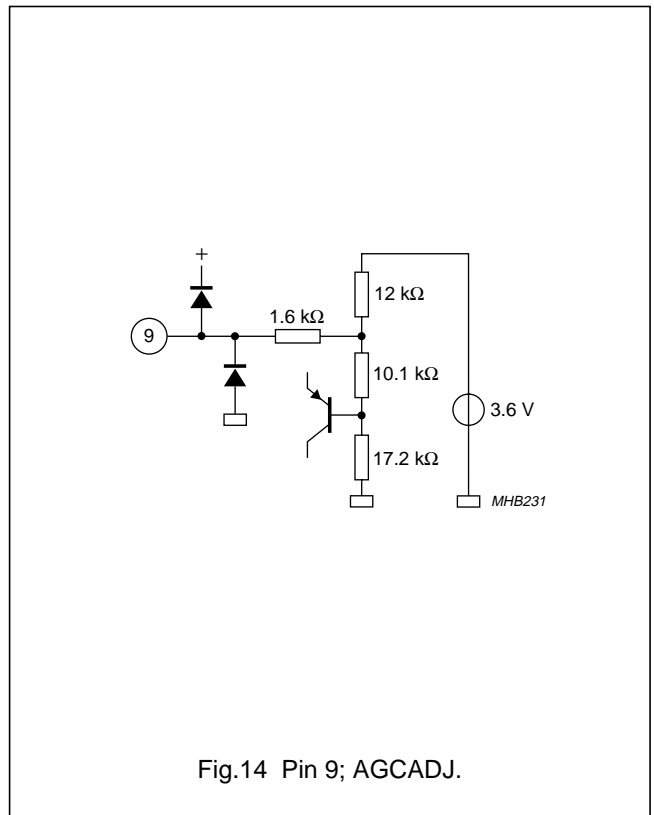 +
12 kΩ
1.6 kΩ
9
10.1 kΩ
3.6 V
17.2 kΩ
MHB231
Fig.14 Pin 9; AGCADJ.